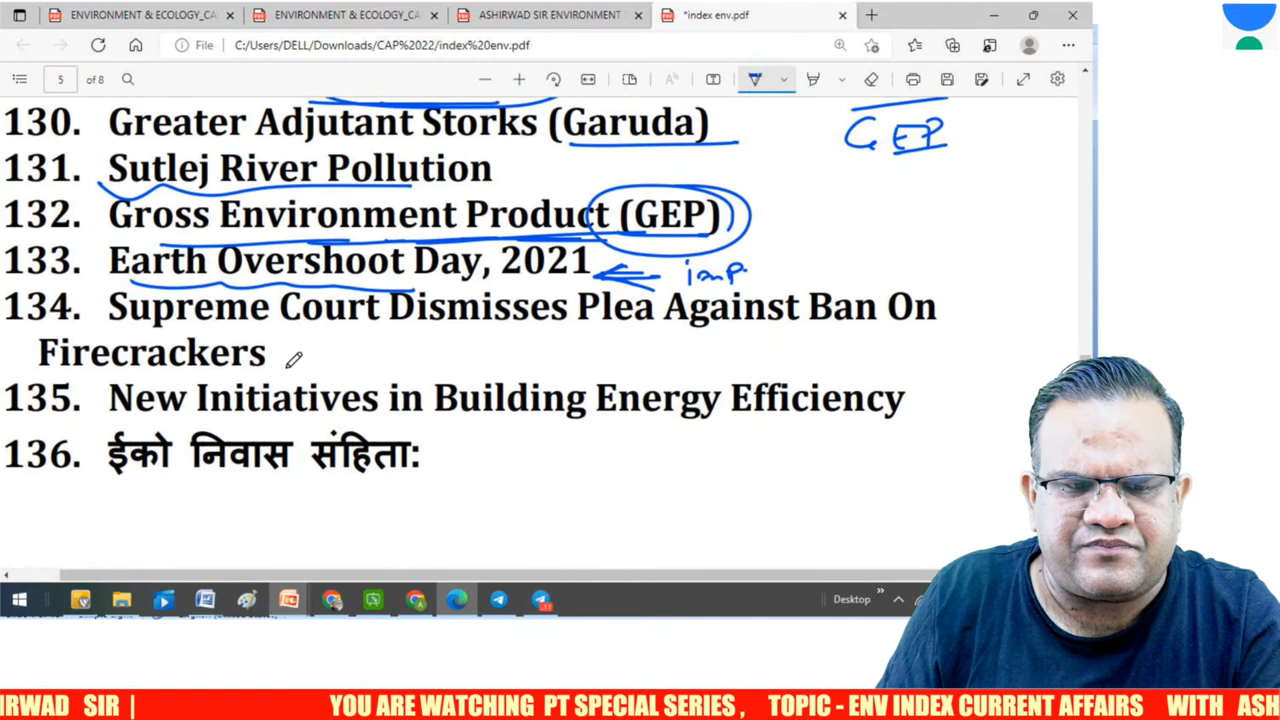 ENVIRONMENT & ECOLOGY_CA ENVIRONMENT & ECOLOGY_CA ASHIRWAD SIR ENVIRONMENT *index env.pdf
File C:/Users/DELL/Downloads/CAP%2022/index%20env.pdf
5 of 8
130. Greater Adjutant Storks (Garuda)
GEP
131. Sutlej River Pollution
132. Gross Environment Product (GEP)
133. Earth Overshoot Day, 2021 imp.
134. Supreme Court Dismisses Plea Against Ban On
Firecrackers
135. New Initiatives in Building Energy Efficiency
136. ईको निवास संहिता:
Desktop
IRWAD SIR | YOU ARE WATCHING PT SPECIAL SERIES , TOPIC - ENV INDEX CURRENT AFFAIRS WITH ASH